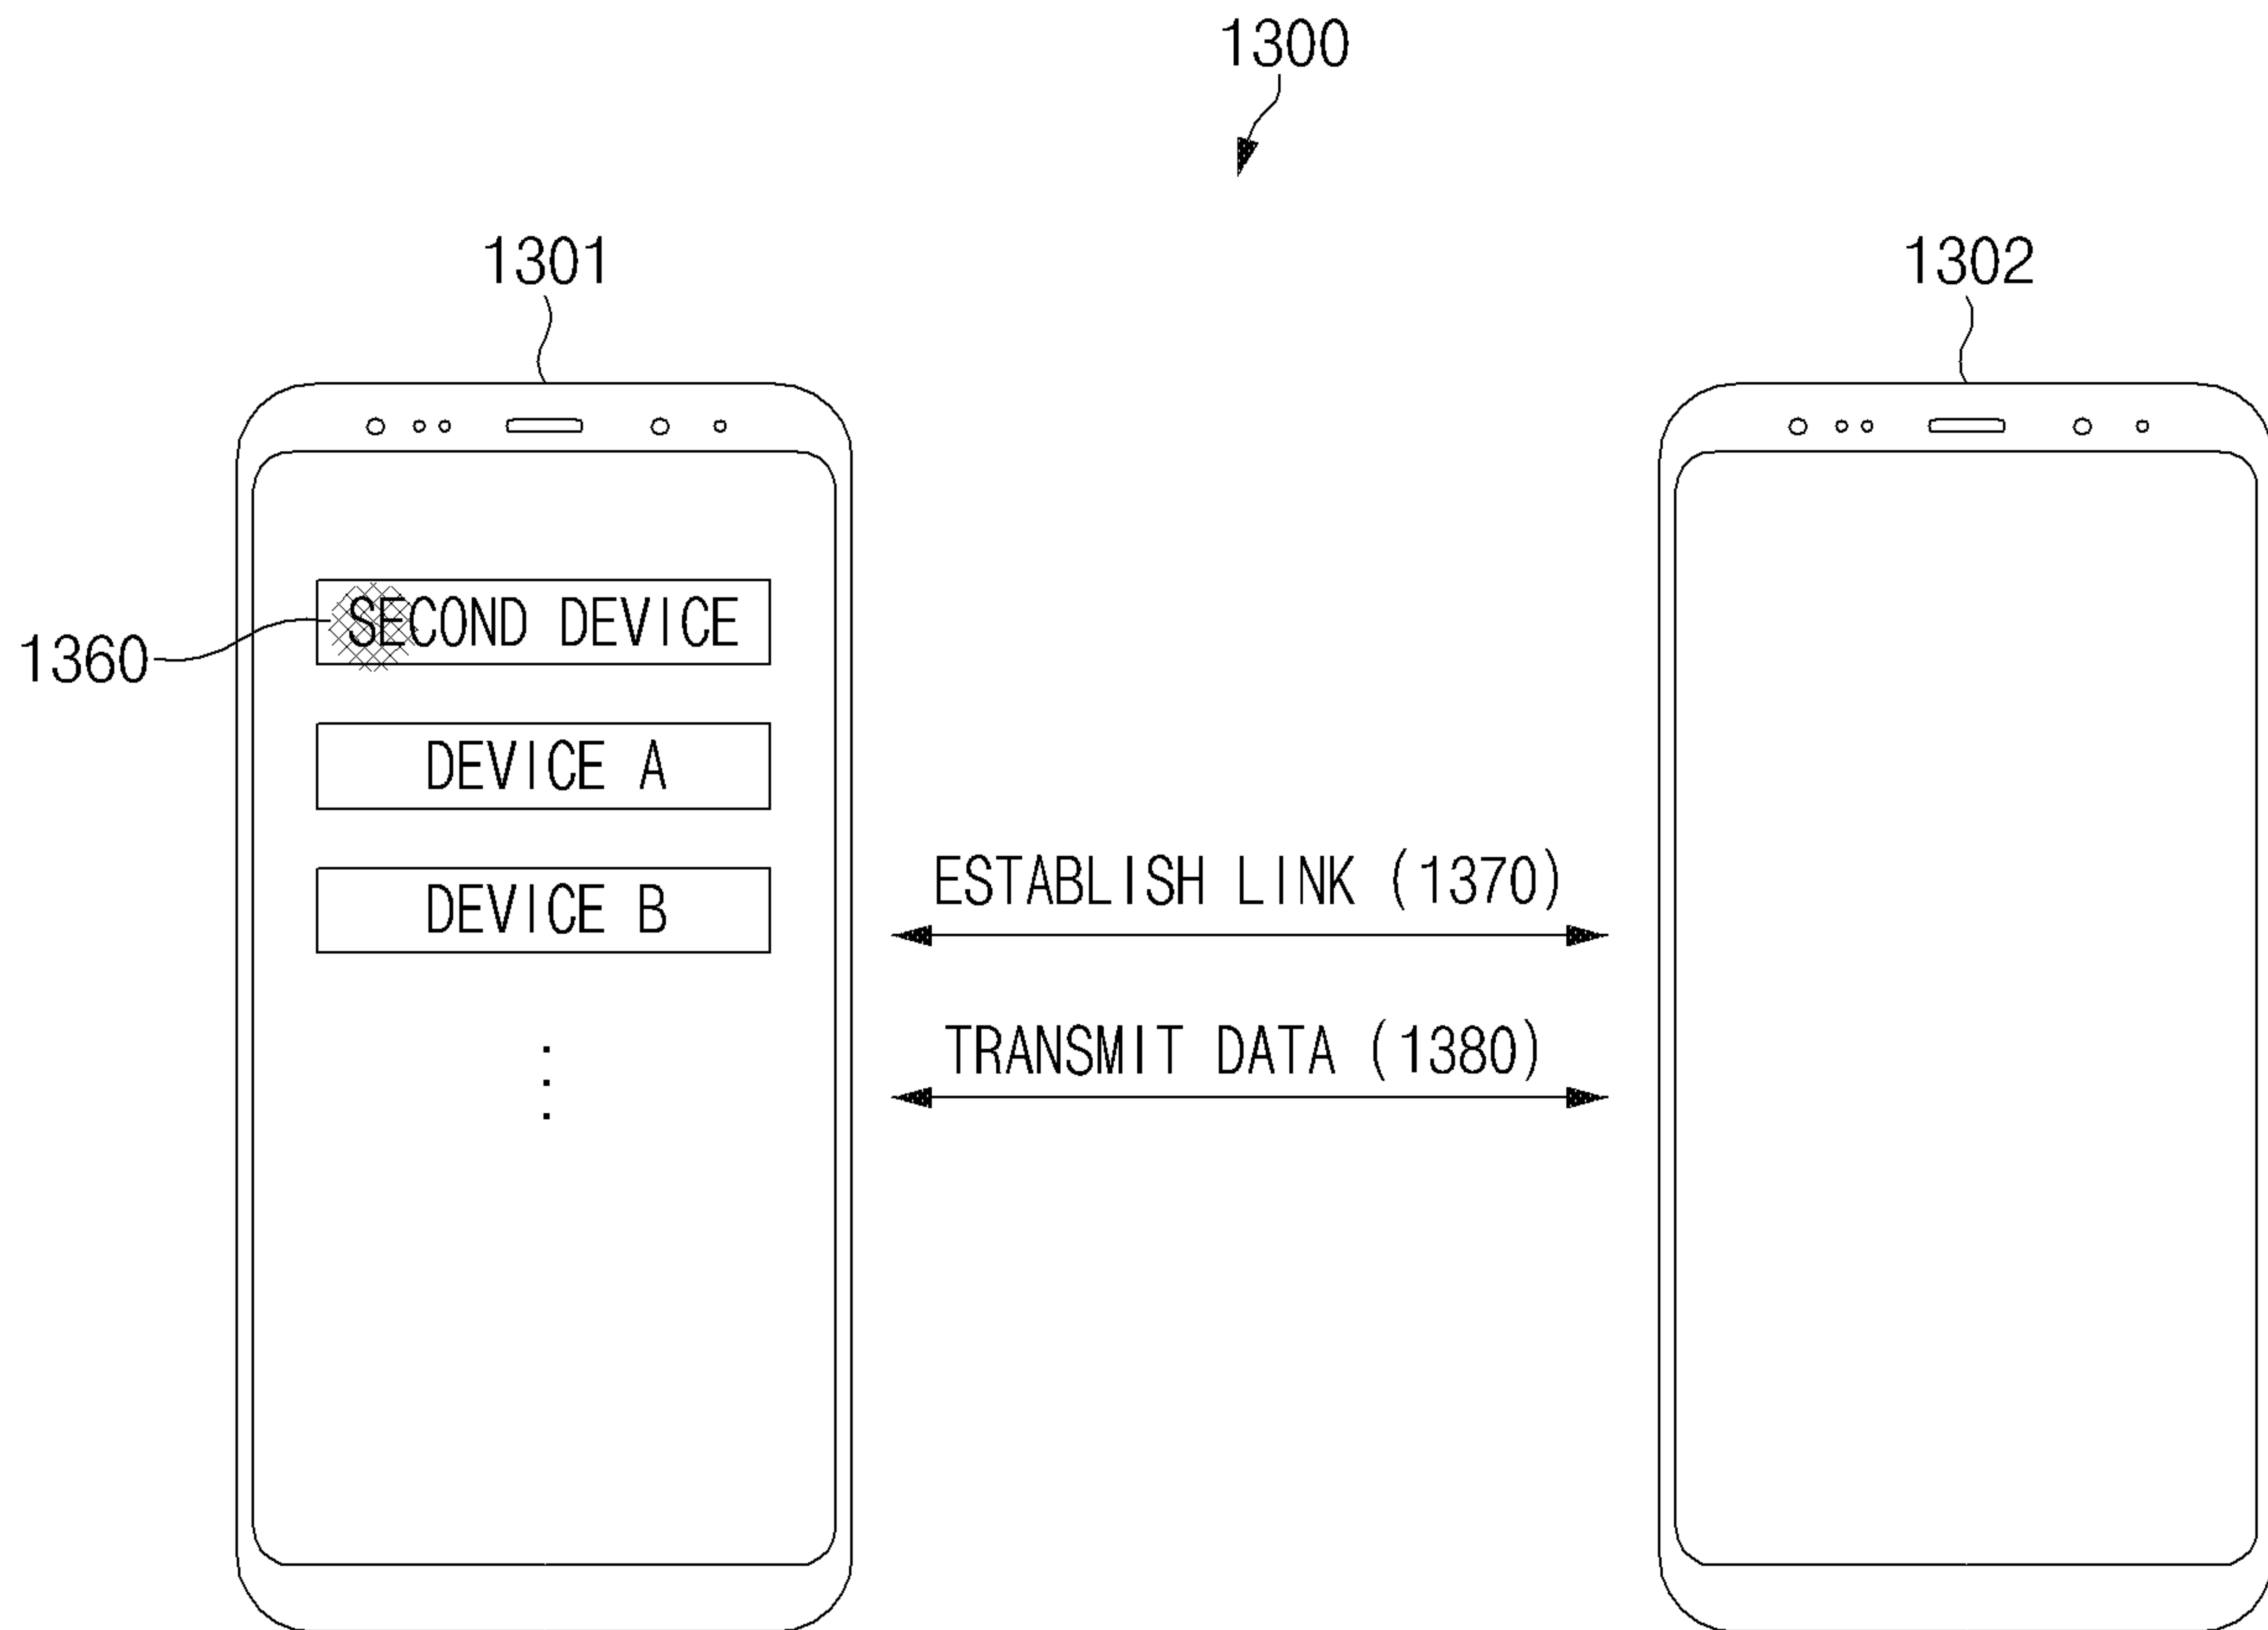 1300
1301
1302
SECOND DEVICE
1360
DEVICE A
DEVICE B
ESTABLISH LINK (1370)
TRANSMIT DATA (1380)